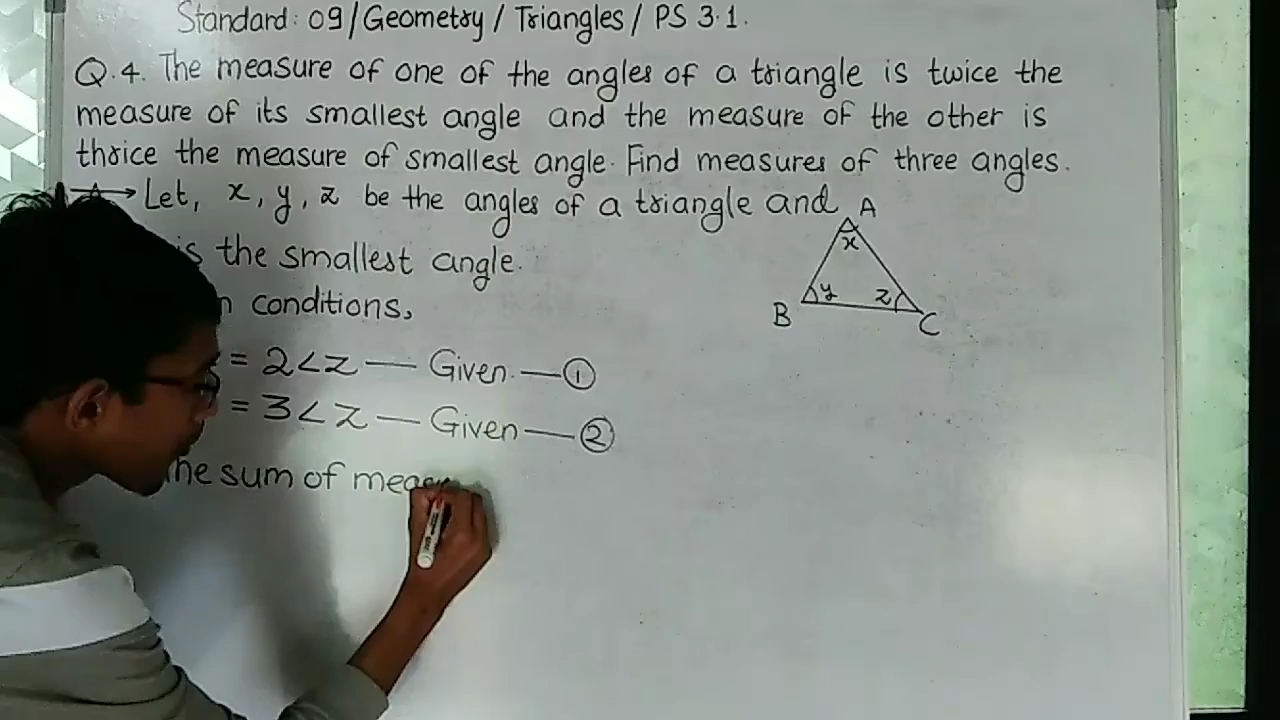 Standard: 09/Geometry/Triangles/PS 3.1.
Q.4. The measure of one of the angles of a triangle is twice the
measure of its smallest angle and the measure of the other is
thrice the measure of smallest angle. Find measures of three angles.
→ Let, x, y, z be the angles of a triangle and
is the smallest angle.
conditions,
= 2<z — Given — ①
= 3<z — Given — ②
the sum of
A
x
B
y
z
C